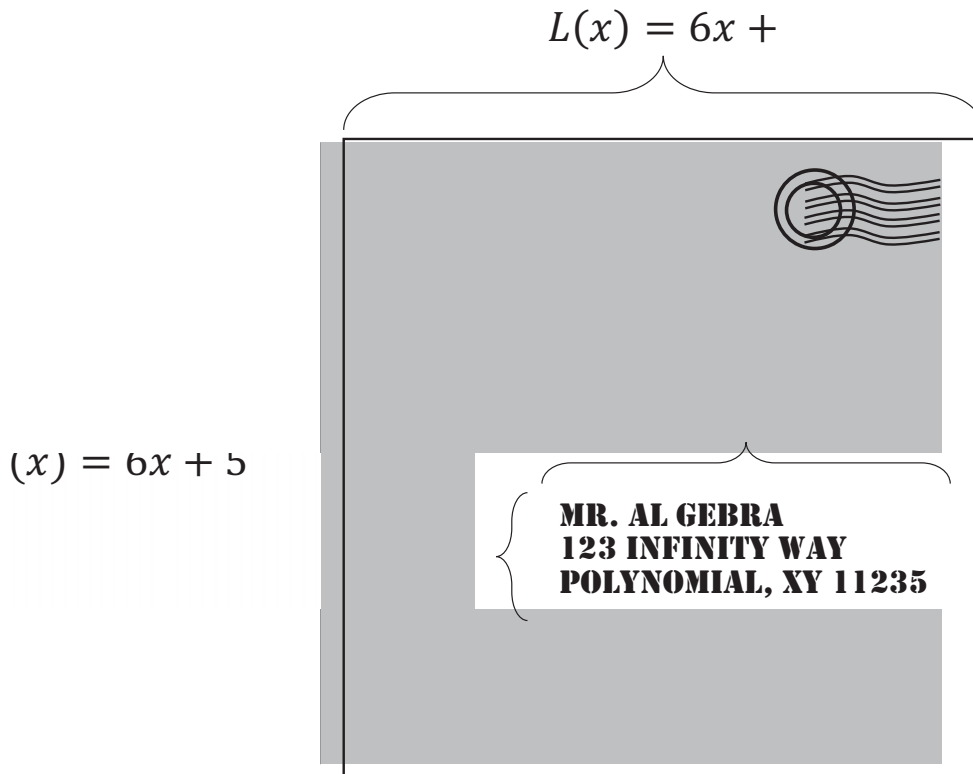 L(x) = 6x +
(x) = 6x + 5
MR. AL GEBRA
123 INFINITY WAY
POLYNOMIAL, XY 11235